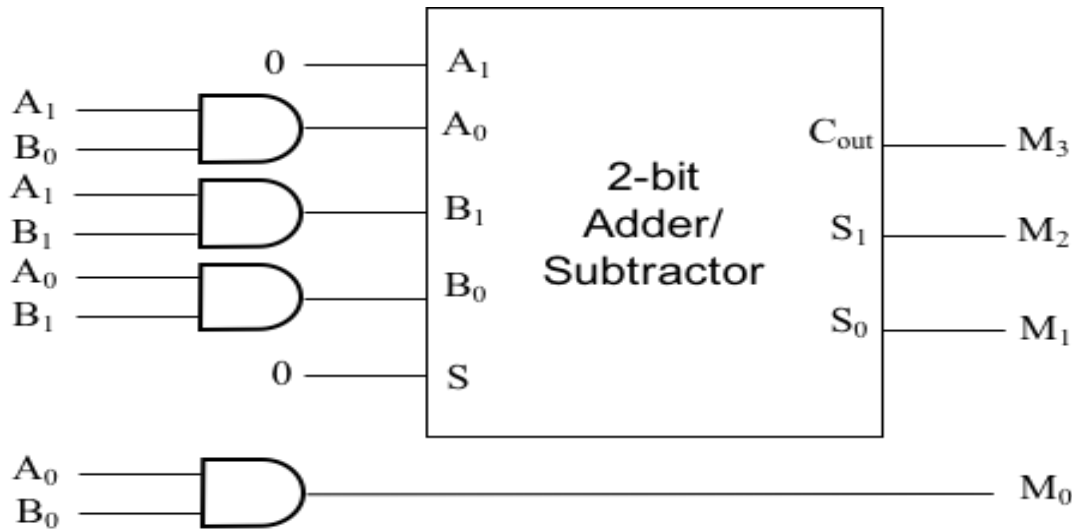 0
A₁
A₁
B₀
A₀
A₁
B₁
B₁
A₀
B₁
B₀
0
S
2-bit
Adder/
Subtractor
Cₒᵤₜ
M₃
S₁
M₂
S₀
M₁
A₀
B₀
M₀